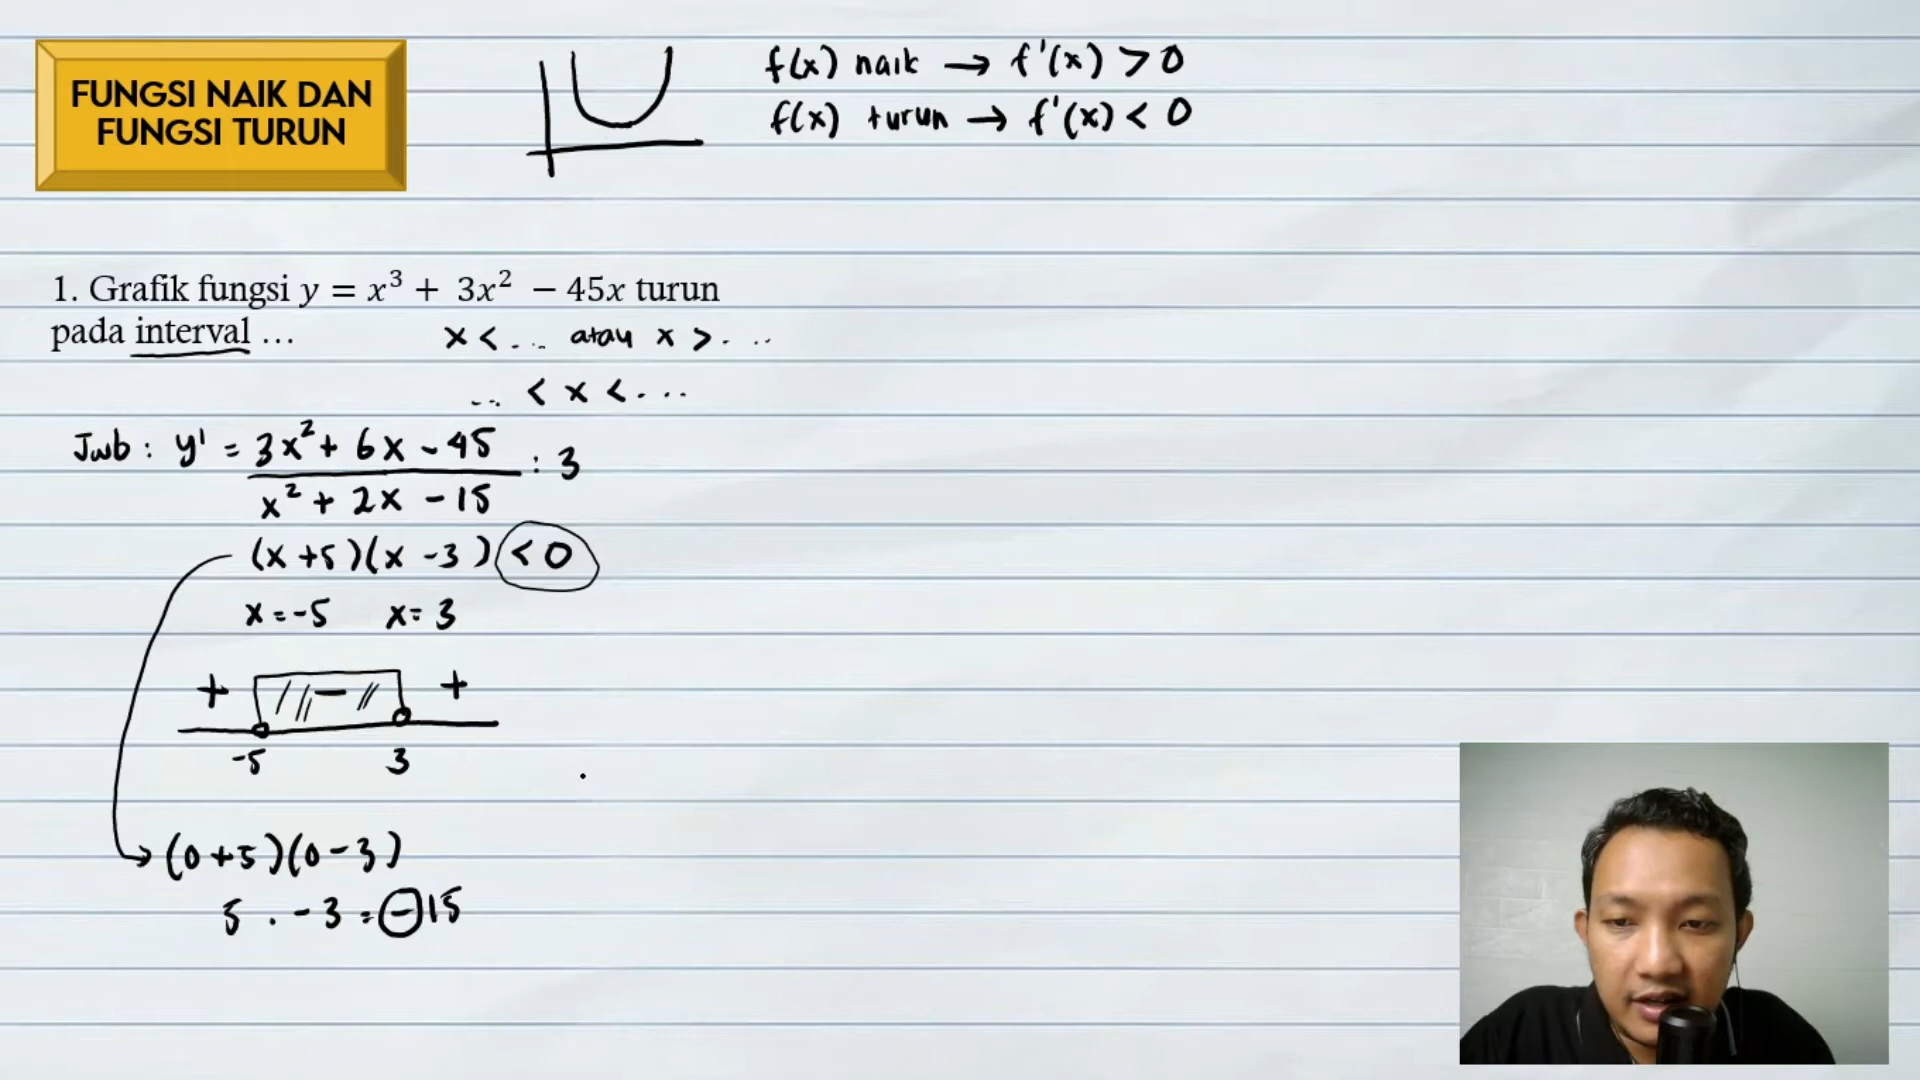 FUNGSI NAIK DAN
FUNGSI TURUN
f(x) naik → f'(x) > 0
f(x) turun → f'(x) < 0
1. Grafik fungsi y = x³ + 3x² − 45x turun
pada interval ...
x < ... atau x > ...
... < x < ...
Jwb : y' = 3x² + 6x - 45 : 3
x² + 2x - 15
(x +5)(x -3) < 0
x = -5 x = 3
+ - +
-5 3
→ (0 +5)(0 - 3)
5 . -3 = -15